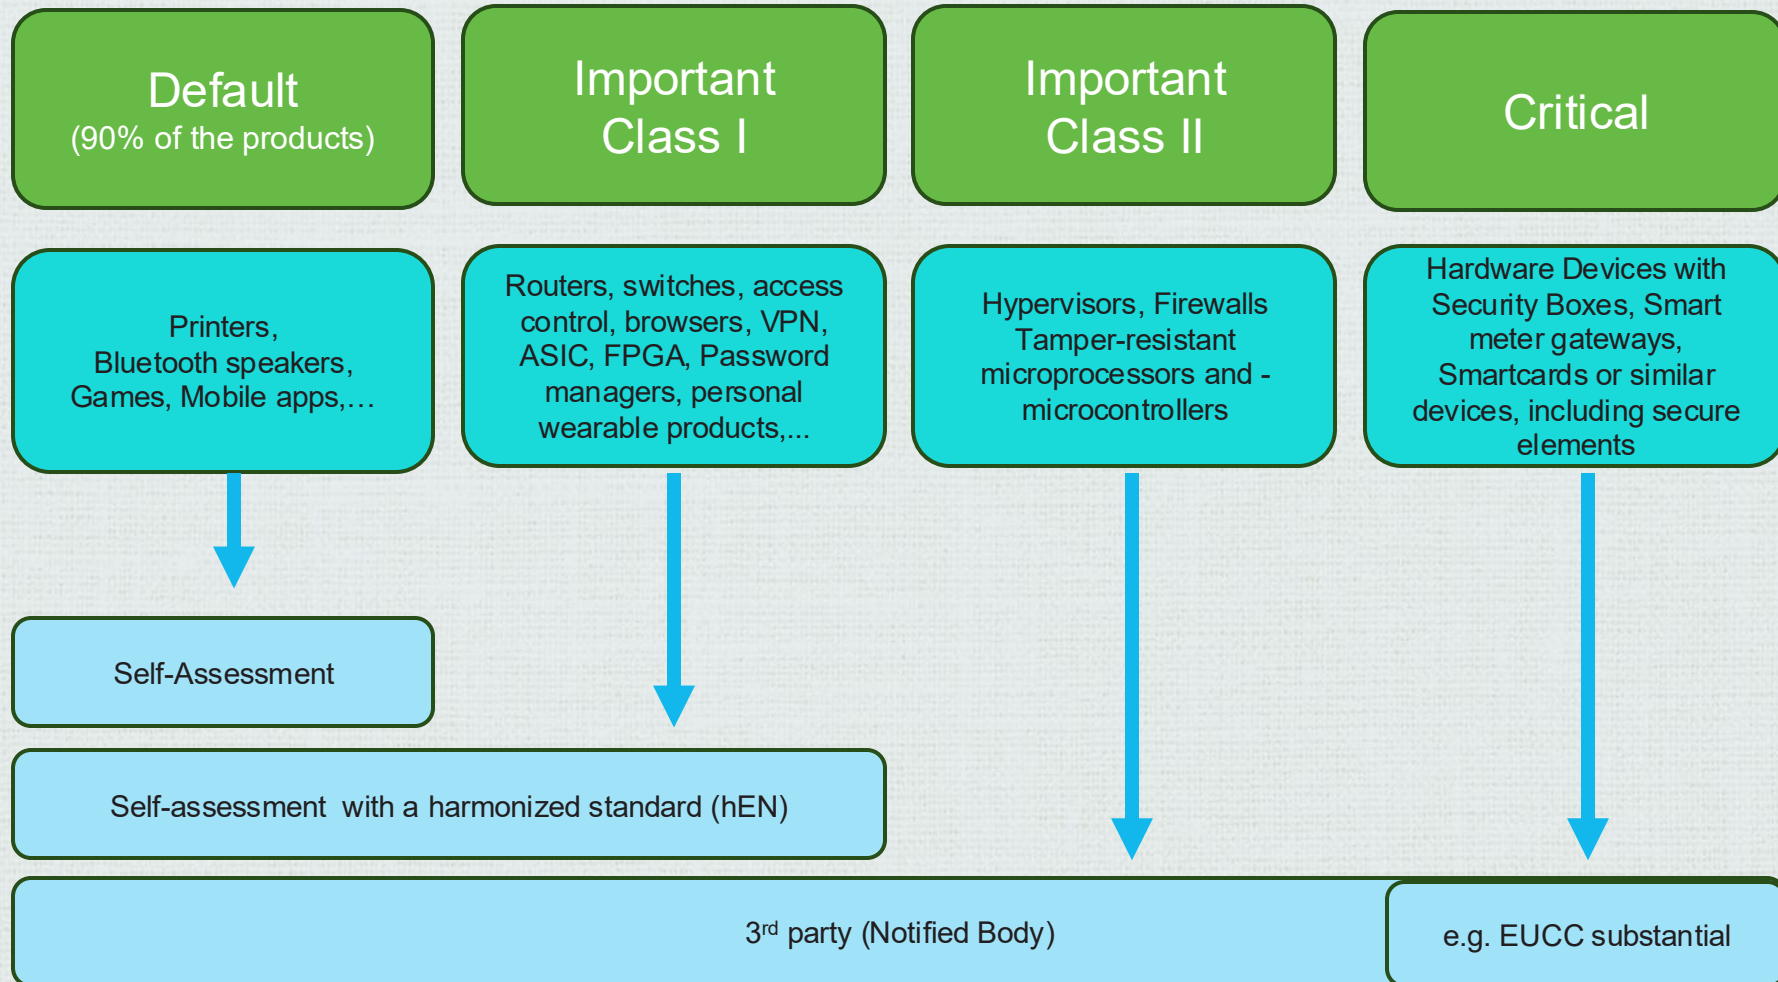 Default
(90% of the products)
Important
Class I
Important
Class II
Critical
Printers,
Bluetooth speakers,
Games, Mobile apps,…
Routers, switches, access
control, browsers, VPN,
ASIC, FPGA, Password
managers, personal
wearable products,...
Hypervisors, Firewalls
Tamper-resistant
microprocessors and -
microcontrollers
Hardware Devices with
Security Boxes, Smart
meter gateways,
Smartcards or similar
devices, including secure
elements
Self-Assessment
Self-assessment with a harmonized standard (hEN)
3rd party (Notified Body)
e.g. EUCC substantial